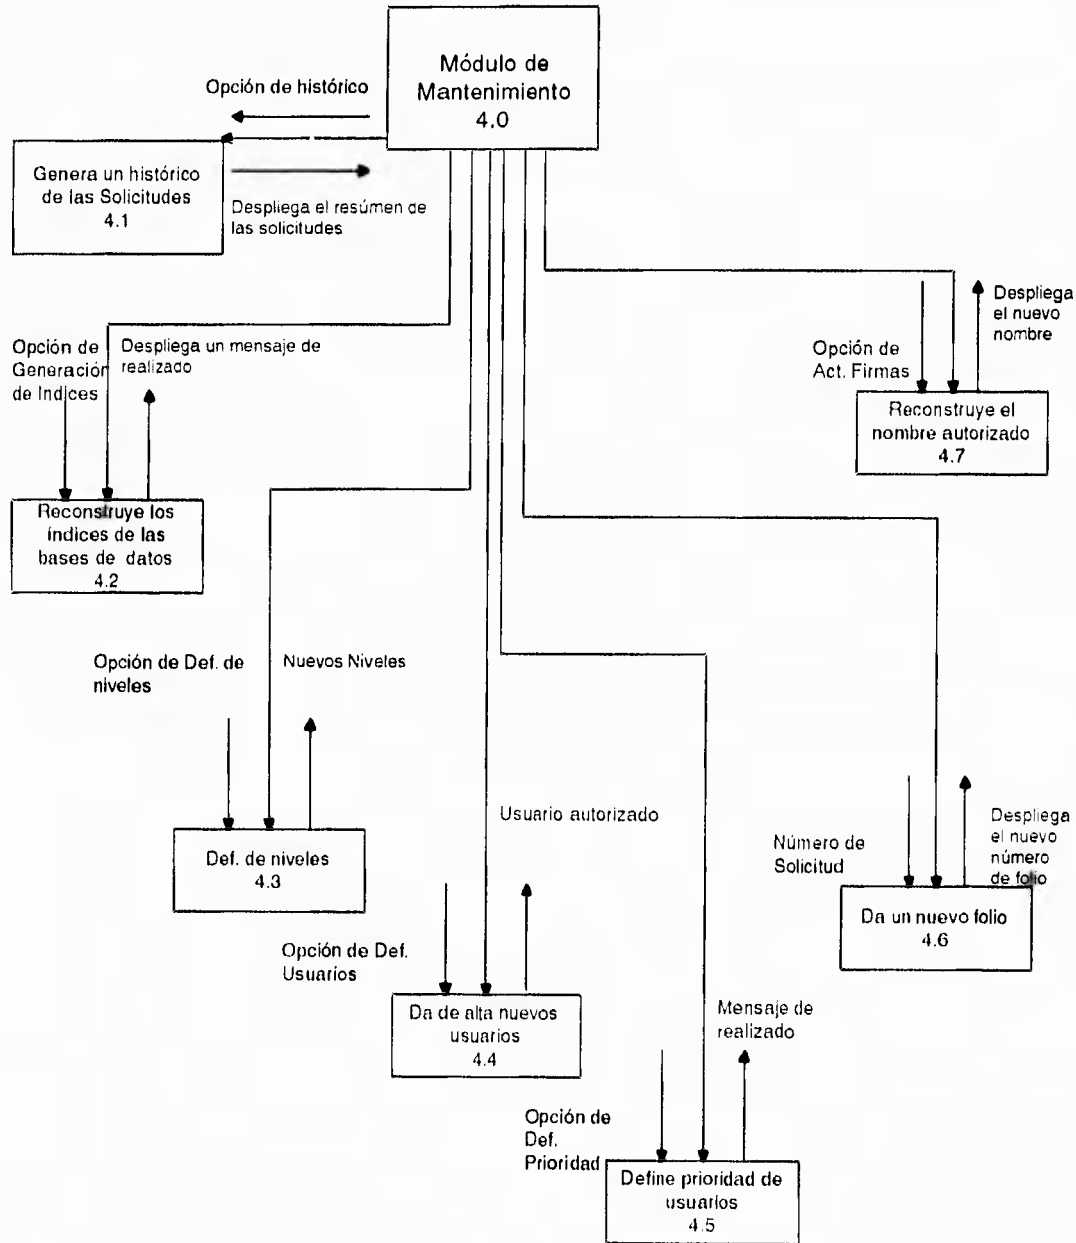 Módulo de
Mantenimiento
4.0
Opción de histórico
Genera un histórico
de las Solicitudes
4.1
Despliega el resúmen de
las solicitudes
Opción de
Generación
de Indices
Despliega un mensaje de
realizado
Reconstruye los
índices de las
bases de datos
4.2
Despliega
el nuevo
nombre
Opción de
Act. Firmas
Reconstruye el
nombre autorizado
4.7
Opción de Def. de
niveles
Nuevos Niveles
Def. de niveles
4.3
Usuario autorizado
Opción de Def.
Usuarios
Da de alta nuevos
usuarios
4.4
Número de
Solicitud
Despliega
el nuevo
número
de folio
Da un nuevo folio
4.6
Mensaje de
realizado
Opción de
Def.
Prioridad
Define prioridad de
usuarios
4.5